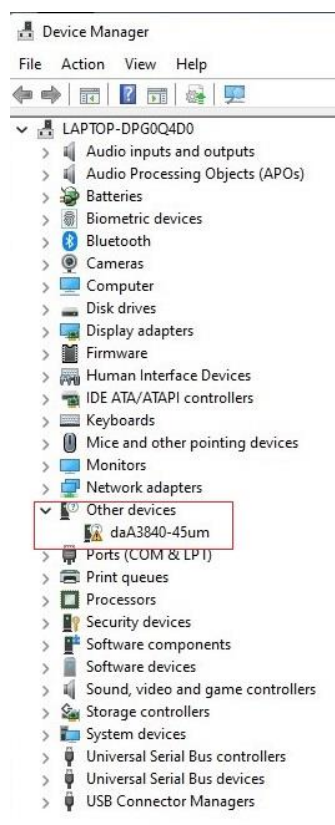 Device Manager
File Action View Help
LAPTOP-DPG0Q4D0
Audio inputs and outputs
Audio Processing Objects (APOs)
Batteries
Biometric devices
Bluetooth
Cameras
Computer
Disk drives
Display adapters
Firmware
Human Interface Devices
IDE ATA/ATAPI controllers
Keyboards
Mice and other pointing devices
Monitors
Network adapters
Other devices
daA3840-45um
Ports (COM & LPT)
Print queues
Processors
Security devices
Software components
Software devices
Sound, video and game controllers
Storage controllers
System devices
Universal Serial Bus controllers
Universal Serial Bus devices
USB Connector Managers